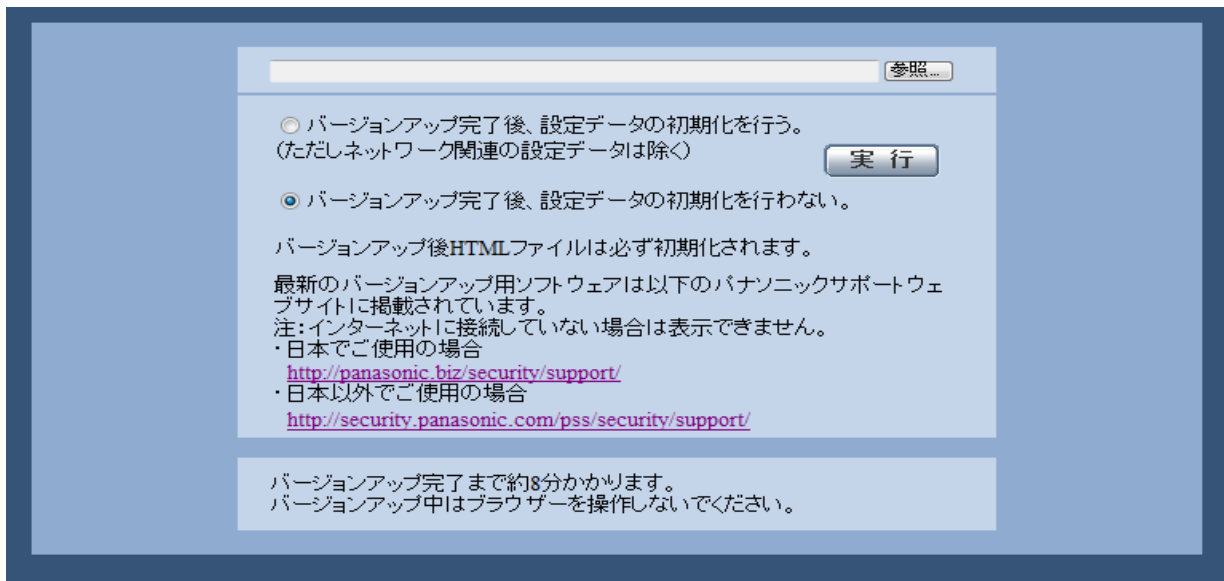 参照...
バージョンアップ完了後、設定データの初期化を行う。
(ただしネットワーク関連の設定データは除く)
実 行
バージョンアップ完了後、設定データの初期化を行わない。
バージョンアップ後HTMLファイルは必ず初期化されます。
最新のバージョンアップ用ソフトウェアは以下のパナソニックサポートウェ
ブサイトに掲載されています。
注：インターネットに接続していない場合は表示できません。
・日本でご使用の場合
http://panasonic.biz/security/support/
・日本以外でご使用の場合
http://security.panasonic.com/pss/security/support/
バージョンアップ完了まで約8分かかります。
バージョンアップ中はブラウザーを操作しないでください。